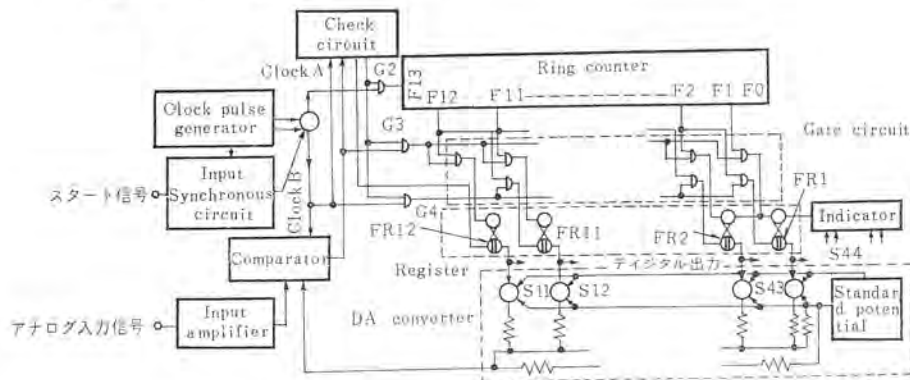 Check
circuit
Clock A
G2
F13
Ring counter
F12
F11
F2
F1
F0
Clock pulse
generator
G3
Gate circuit
スタート信号
Input
Synchronous
circuit
Clock B
G4
FR1
FR12
FR11
FR2
Indicator
Comparator
Register
ディジタル出力
S44
S11
S12
S43
Standar
d poten
tial
アナログ入力信号
Input
amplifier
DA converter